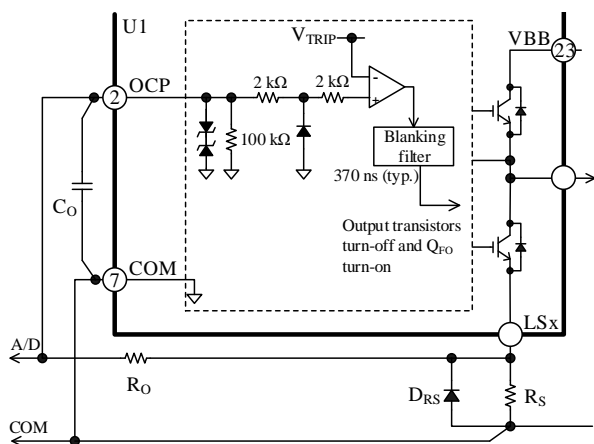 U1
V_TRIP
VBB
23
2
OCP
2 kΩ
2 kΩ
-
+
100 kΩ
Blanking
filter
370 ns (typ.)
C_O
Output transistors
turn-off and Q_FO
turn-on
COM
7
LSx
A/D
R_O
D_RS
R_S
COM